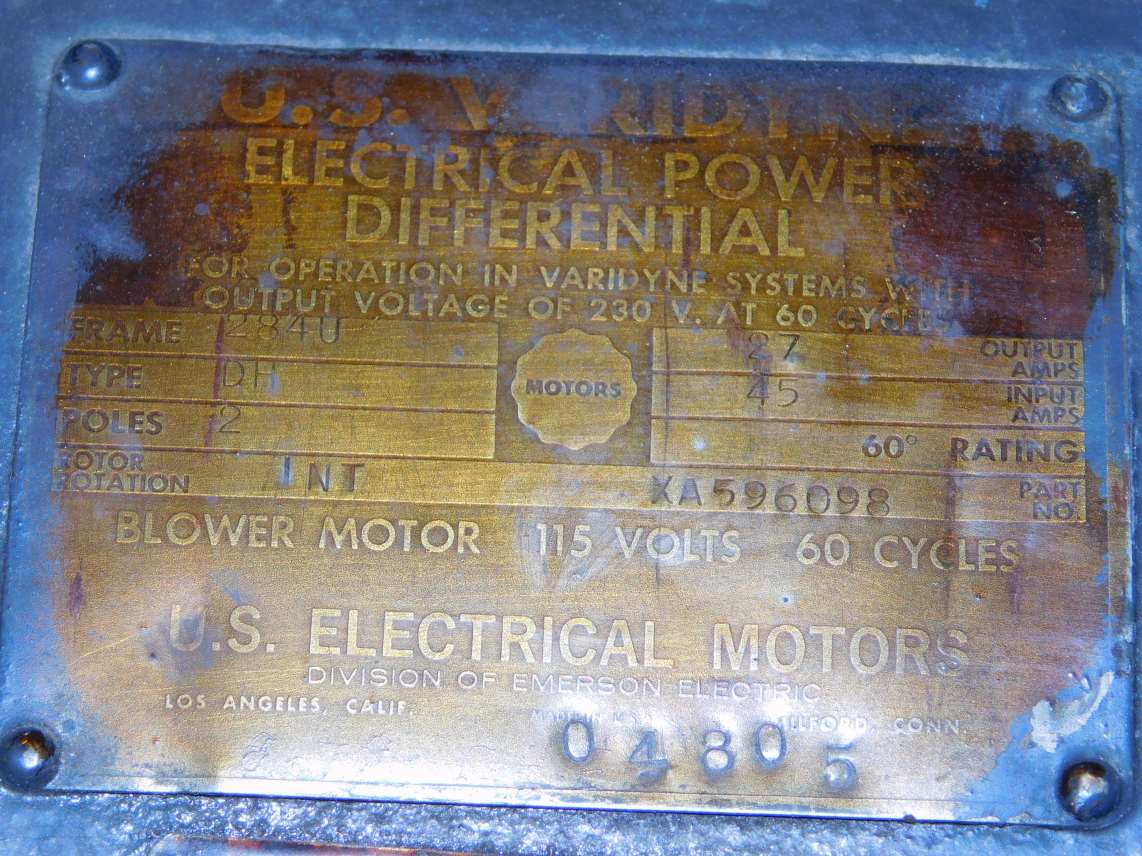 U.S. VARIDYNE
ELECTRICAL POWER
DIFFERENTIAL
FOR OPERATION IN VARIDYNE SYSTEMS WITH
OUTPUT VOLTAGE OF 230 V. AT 60 CYCLES
FRAME 284U
TYPE DH
POLES 2
ROTOR ROTATION INT
MOTORS
27 OUTPUT AMPS
45 INPUT AMPS
60° RATING
XA596098 PART NO.
BLOWER MOTOR 115 VOLTS 60 CYCLES
U.S. ELECTRICAL MOTORS
DIVISION OF EMERSON ELECTRIC
LOS ANGELES, CALIF. CONN.
04805